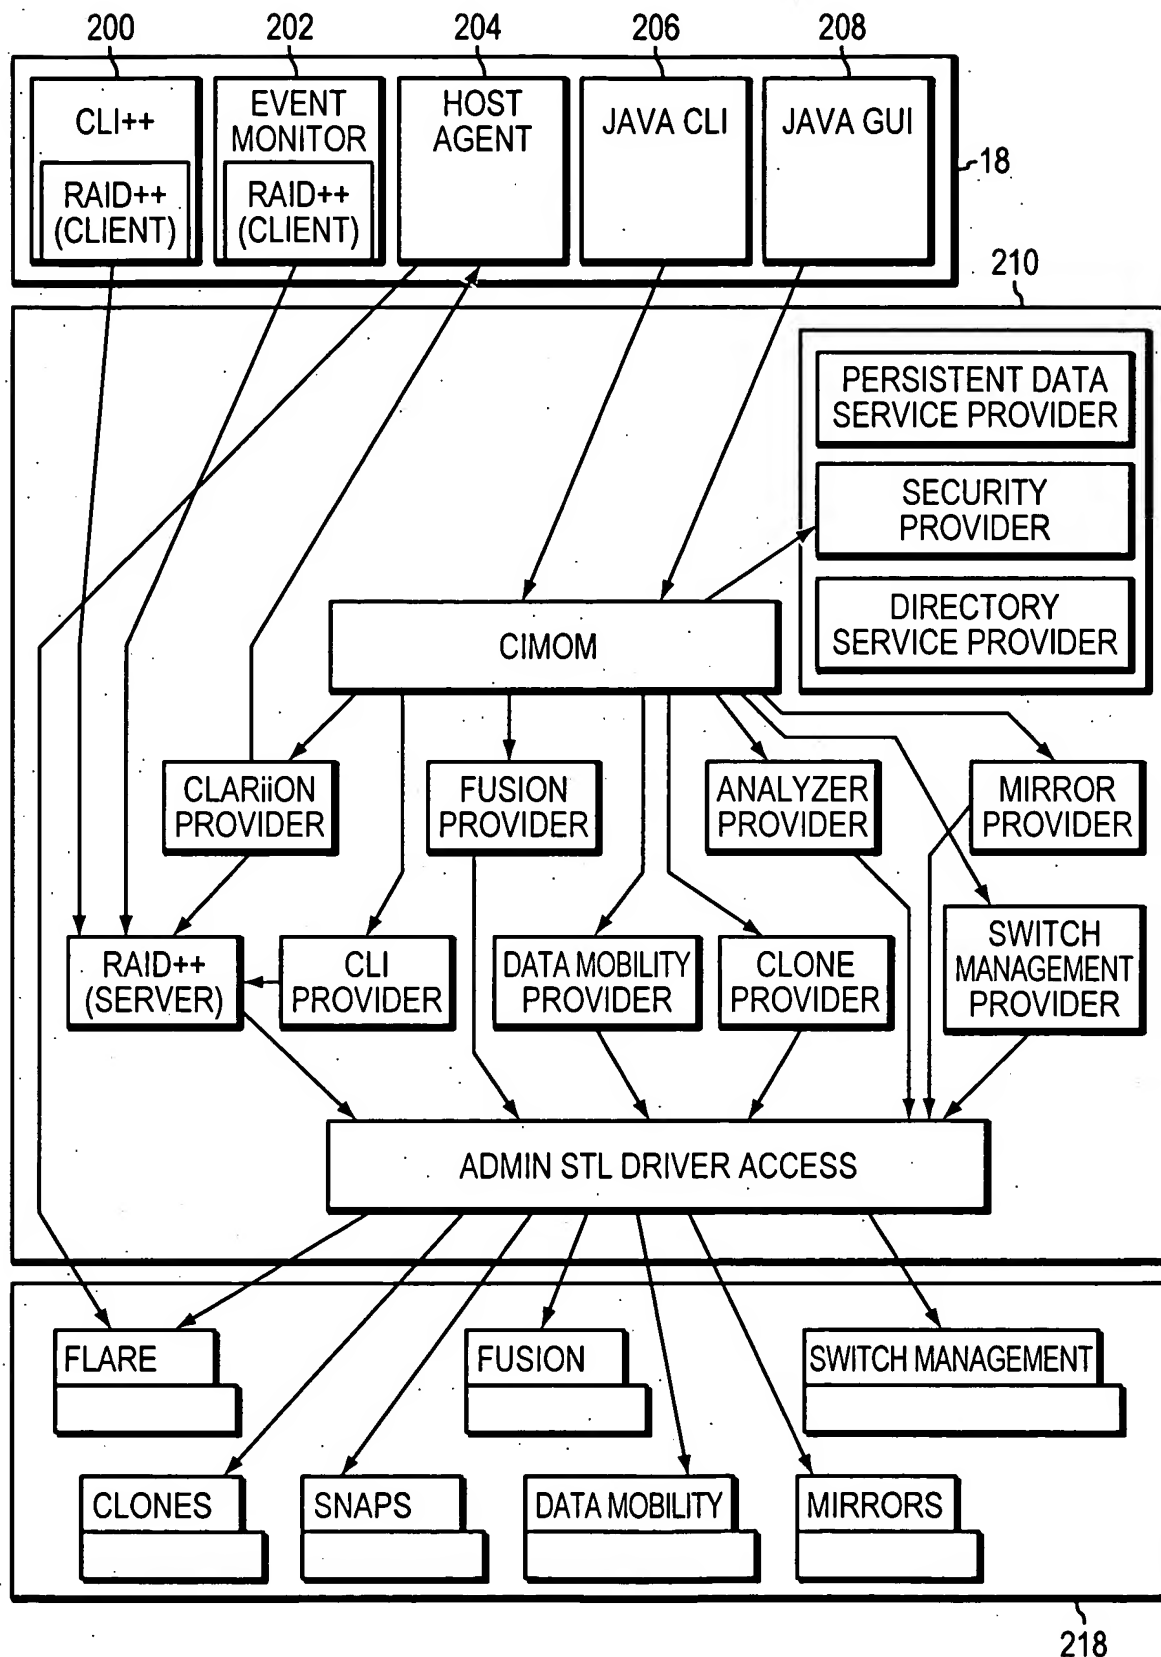 200 202 204 206 208
CLI++ EVENT HOST JAVA CLI JAVA GUI
MONITOR AGENT
RAID++ RAID++
(CLIENT) (CLIENT)
18
210
PERSISTENT DATA
SERVICE PROVIDER
SECURITY
PROVIDER
DIRECTORY
SERVICE PROVIDER
CIMOM
CLARiiON FUSION ANALYZER MIRROR
PROVIDER PROVIDER PROVIDER PROVIDER
RAID++ CLI DATA MOBILITY CLONE SWITCH
(SERVER) PROVIDER PROVIDER PROVIDER MANAGEMENT
PROVIDER
ADMIN STL DRIVER ACCESS
FLARE FUSION SWITCH MANAGEMENT
CLONES SNAPS DATA MOBILITY MIRRORS
218